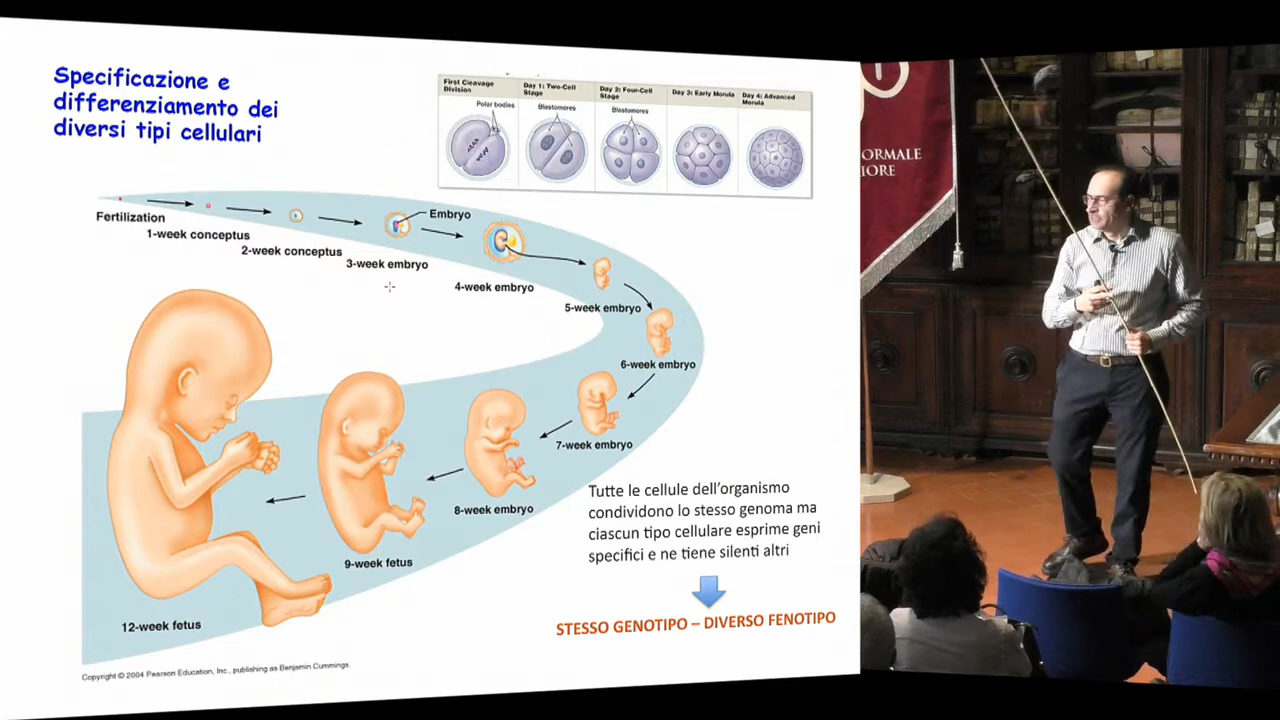 Specificazione e
differenziamento dei
diversi tipi cellulari
First Cleavage
Division
Polar bodies
Day 1: Two-Cell
Stage
Blastomeres
Day 2: Four-Cell
Stage
Blastomeres
Day 3: Early Morula
Day 4: Advanced
Morula
Fertilization
1-week conceptus
2-week conceptus
3-week embryo
Embryo
4-week embryo
5-week embryo
6-week embryo
7-week embryo
8-week embryo
9-week fetus
12-week fetus
Tutte le cellule dell'organismo
condividono lo stesso genoma ma
ciascun tipo cellulare esprime geni
specifici e ne tiene silenti altri
STESSO GENOTIPO – DIVERSO FENOTIPO
Copyright © 2004 Pearson Education, Inc., publishing as Benjamin Cummings.
ORMALE
IORE